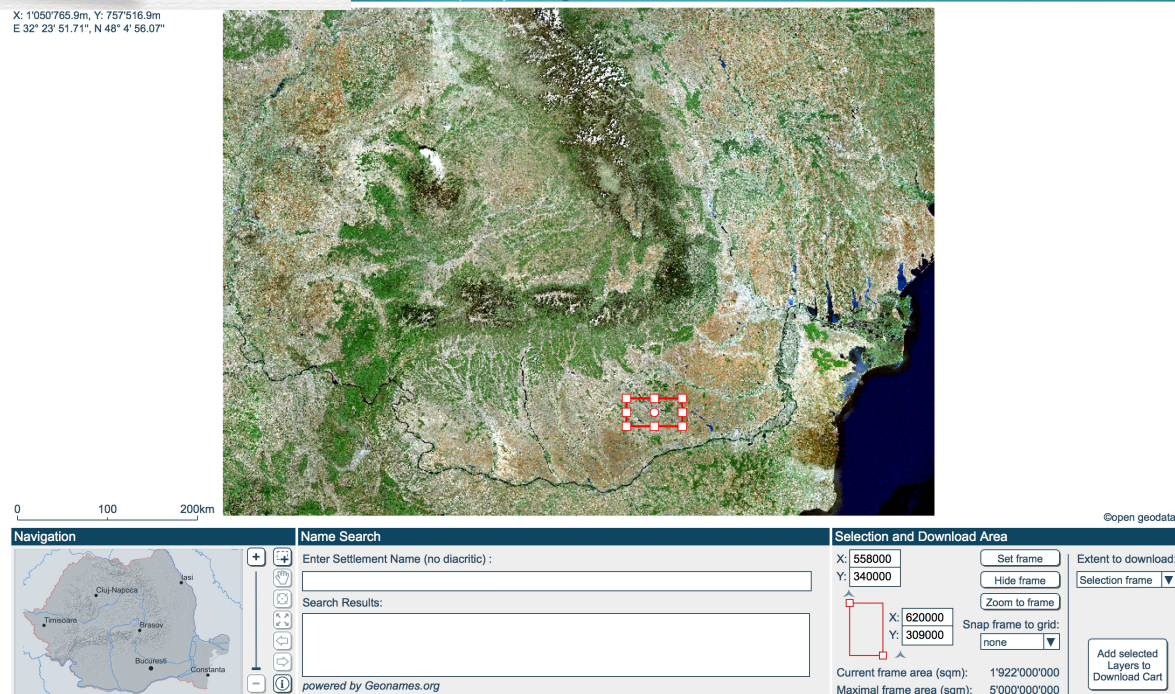 X: 1'050'765.9m, Y: 757'516.9m
E 32° 23' 51.71'', N 48° 4' 56.07''
0 100 200km
©open geodata
Navigation
Iasi
Cluj-Napoca
Timisoara
Brasov
Bucuresti
Constanta
+
−
i
Name Search
Enter Settlement Name (no diacritic) :
Search Results:
powered by Geonames.org
Selection and Download Area
X: 558000
Y: 340000
X: 620000
Y: 309000
Set frame
Hide frame
Zoom to frame
Snap frame to grid:
none
Current frame area (sqm): 1'922'000'000
Maximal frame area (sqm): 5'000'000'000
Extent to download:
Selection frame
Add selected
Layers to
Download Cart